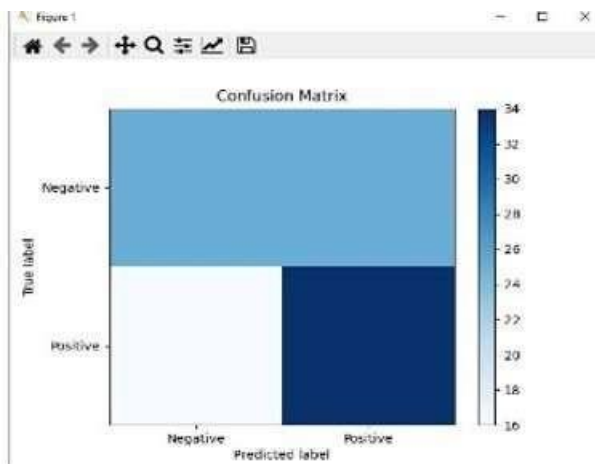 Figure 1
Confusion Matrix
Negative
Positive
True label
Negative Positive
Predicted label
34
32
30
28
26
24
22
20
18
16